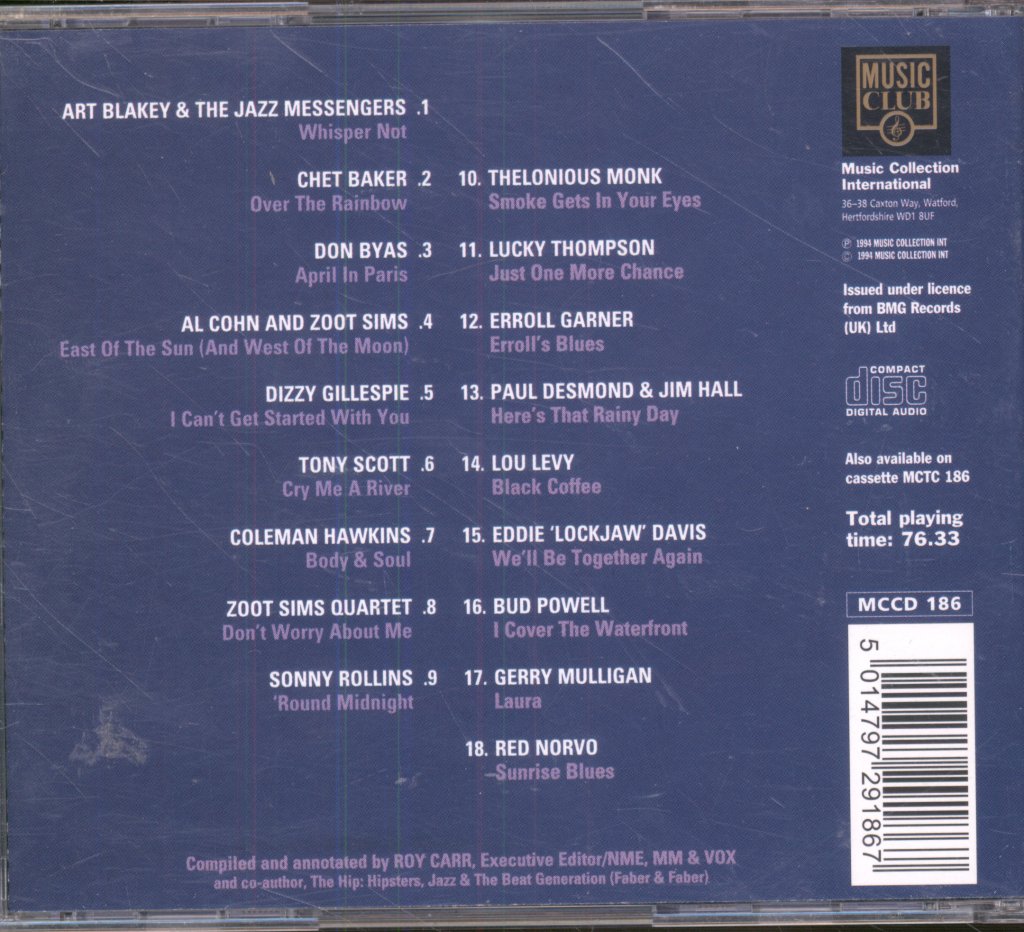 ART BLAKEY & THE JAZZ MESSENGERS .1
Whisper Not
CHET BAKER .2
Over The Rainbow
DON BYAS .3
April In Paris
AL COHN AND ZOOT SIMS .4
East Of The Sun (And West Of The Moon)
DIZZY GILLESPIE .5
I Can't Get Started With You
TONY SCOTT .6
Cry Me A River
COLEMAN HAWKINS .7
Body & Soul
ZOOT SIMS QUARTET .8
Don't Worry About Me
SONNY ROLLINS .9
'Round Midnight
10. THELONIOUS MONK
Smoke Gets In Your Eyes
11. LUCKY THOMPSON
Just One More Chance
12. ERROLL GARNER
Erroll's Blues
13. PAUL DESMOND & JIM HALL
Here's That Rainy Day
14. LOU LEVY
Black Coffee
15. EDDIE 'LOCKJAW' DAVIS
We'll Be Together Again
16. BUD POWELL
I Cover The Waterfront
17. GERRY MULLIGAN
Laura
18. RED NORVO
Sunrise Blues
Compiled and annotated by ROY CARR, Executive Editor/NME, MM & VOX
and co-author, The Hip: Hipsters, Jazz & The Beat Generation (Faber & Faber)
MUSIC
CLUB
Music Collection
International
36–38 Caxton Way, Watford,
Hertfordshire WD1 8UF
℗ 1994 MUSIC COLLECTION INT
© 1994 MUSIC COLLECTION INT
Issued under licence
from BMG Records
(UK) Ltd
COMPACT
disc
DIGITAL AUDIO
Also available on
cassette MCTC 186
Total playing
time: 76.33
MCCD 186
5 014797 291867